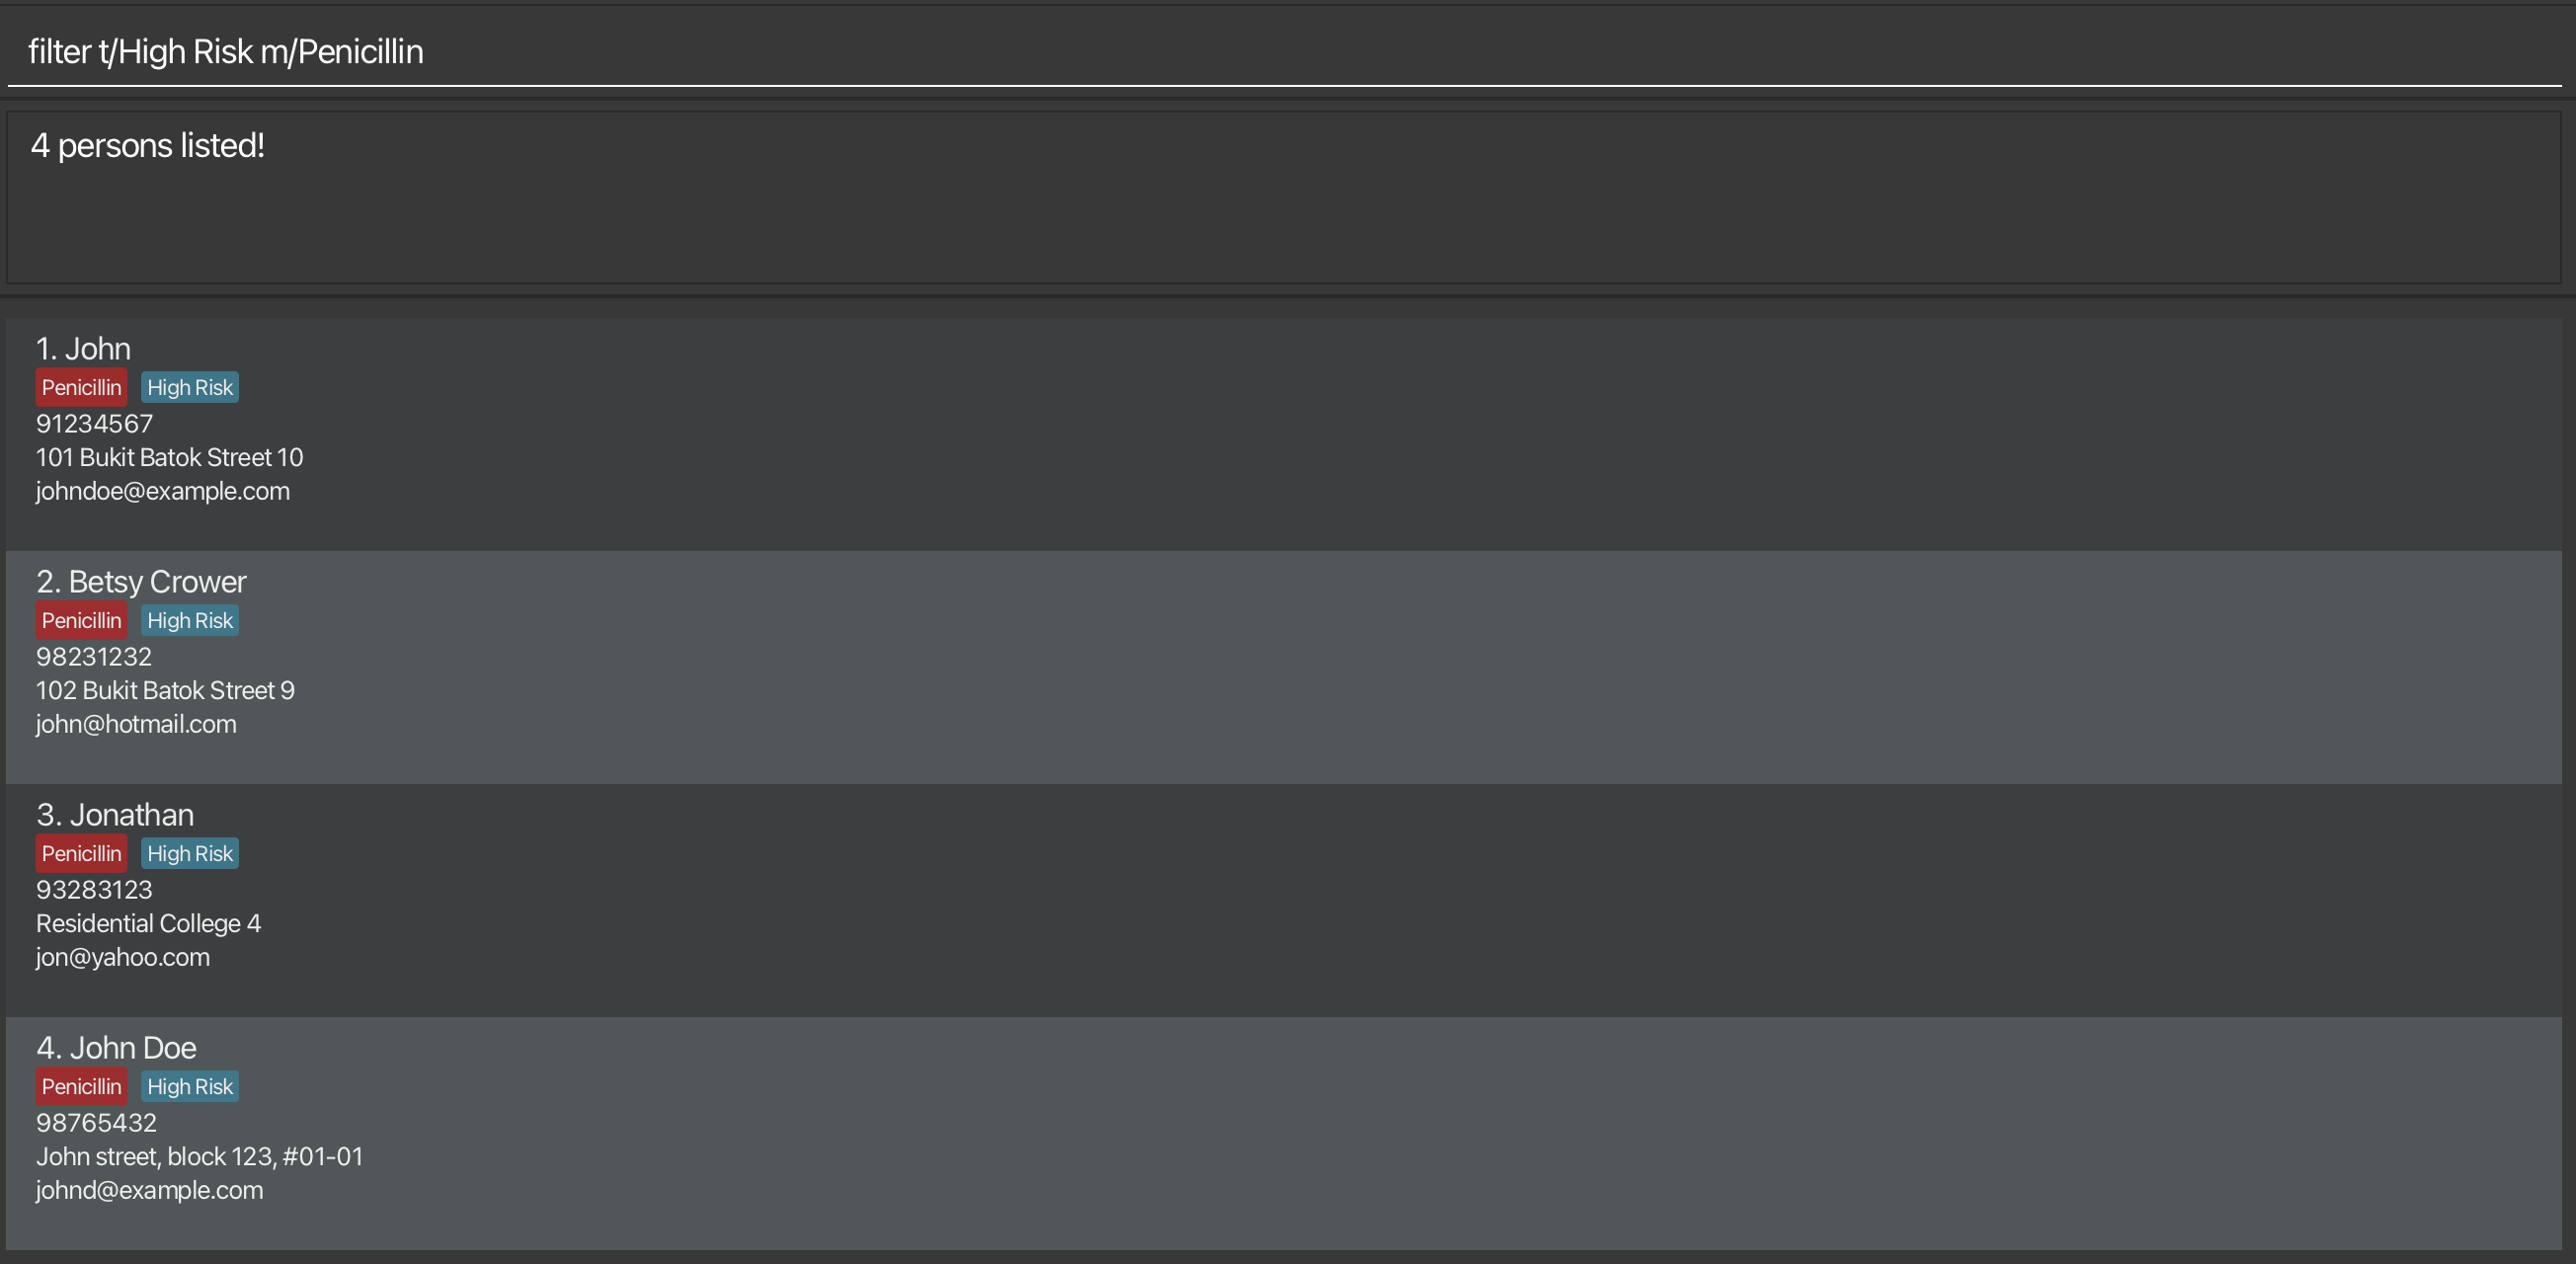 filter t/High Risk m/Penicillin
4 persons listed!
1. John
Penicillin High Risk
91234567
101 Bukit Batok Street 10
johndoe@example.com
2. Betsy Crower
Penicillin High Risk
98231232
102 Bukit Batok Street 9
john@hotmail.com
3. Jonathan
Penicillin High Risk
93283123
Residential College 4
jon@yahoo.com
4. John Doe
Penicillin High Risk
98765432
John street, block 123, #01-01
johnd@example.com